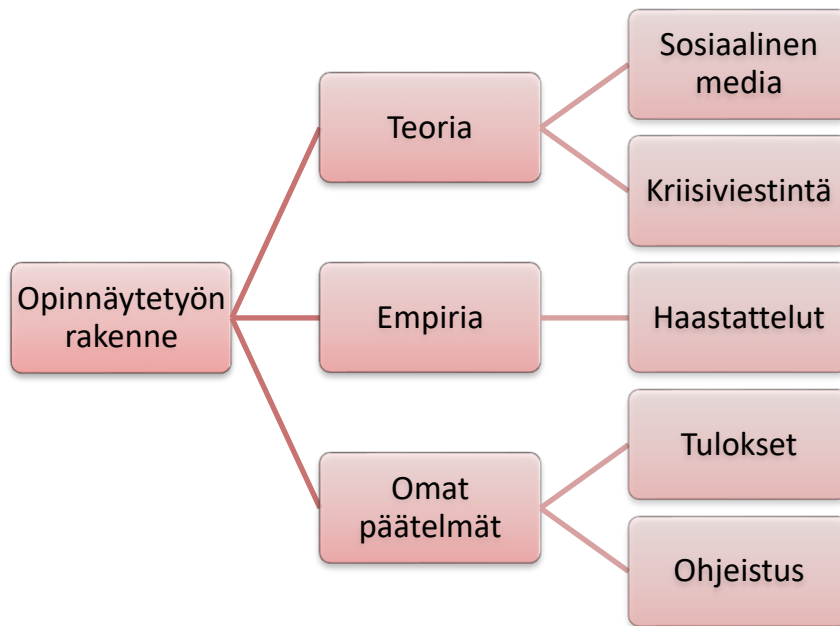 Opinnäytetyön
rakenne
Teoria
Sosiaalinen
media
Kriisiviestintä
Empiria
Haastattelut
Omat
päätelmät
Tulokset
Ohjeistus